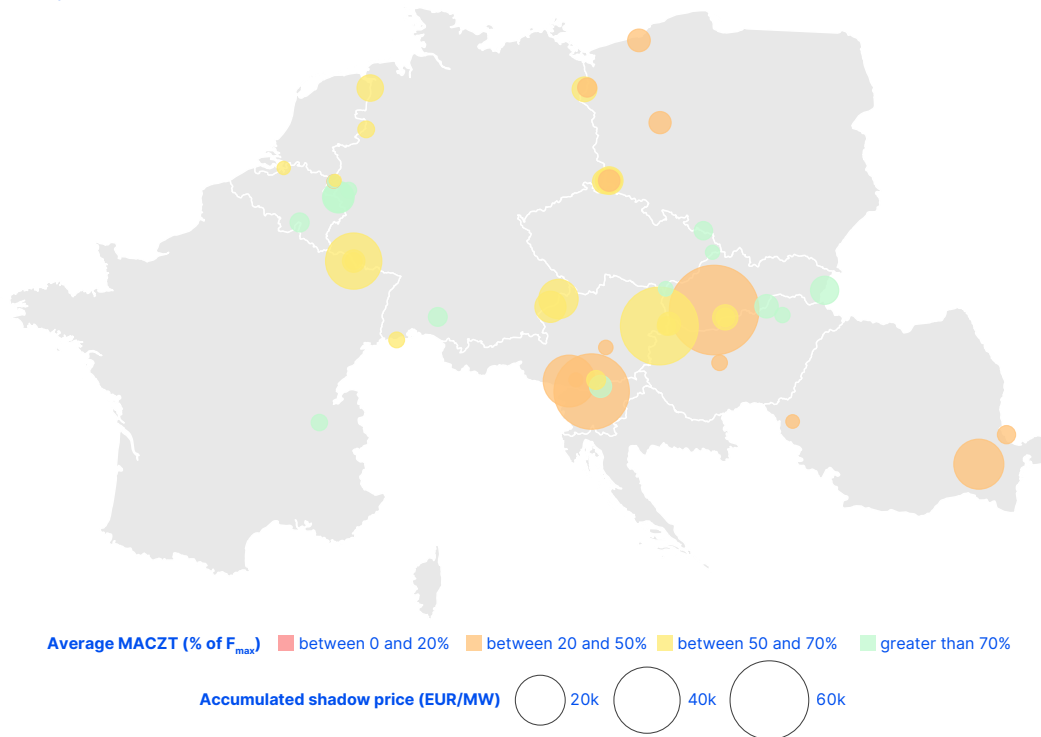 Average MACZT (% of Fmax) between 0 and 20% between 20 and 50% between 50 and 70% greater than 70%
Accumulated shadow price (EUR/MW) 20k 40k 60k